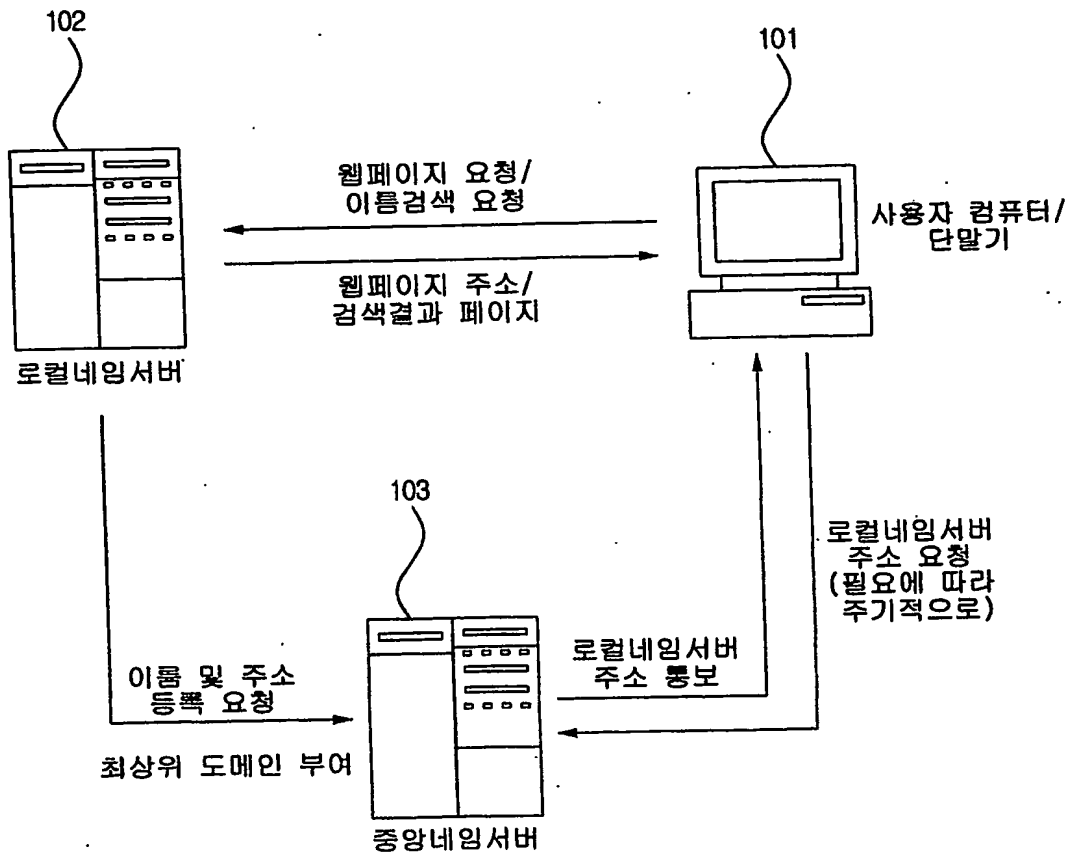 102
101
웹페이지 요청/
이름검색 요청
사용자 컴퓨터/
단말기
웹페이지 주소/
검색결과 페이지
로컬네임서버
103
로컬네임서버
주소 요청
(필요에 따라
주기적으로)
로컬네임서버
주소 통보
이름 및 주소
등록 요청
최상위 도메인 부여
중앙네임서버